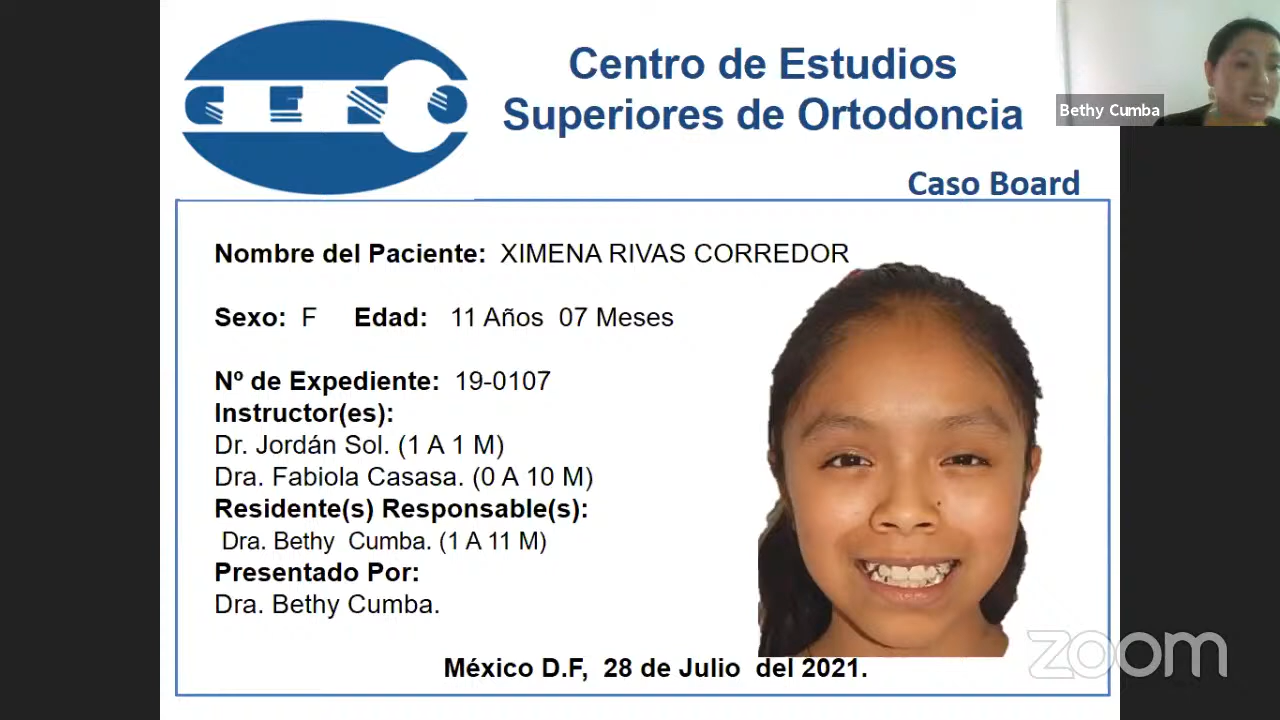 CESO
Centro de Estudios
Superiores de Ortodoncia
Bethy Cumba
Caso Board
Nombre del Paciente: XIMENA RIVAS CORREDOR
Sexo: F Edad: 11 Años 07 Meses
Nº de Expediente: 19-0107
Instructor(es):
Dr. Jordán Sol. (1 A 1 M)
Dra. Fabiola Casasa. (0 A 10 M)
Residente(s) Responsable(s):
Dra. Bethy Cumba. (1 A 11 M)
Presentado Por:
Dra. Bethy Cumba.
México D.F, 28 de Julio del 2021.
zoom